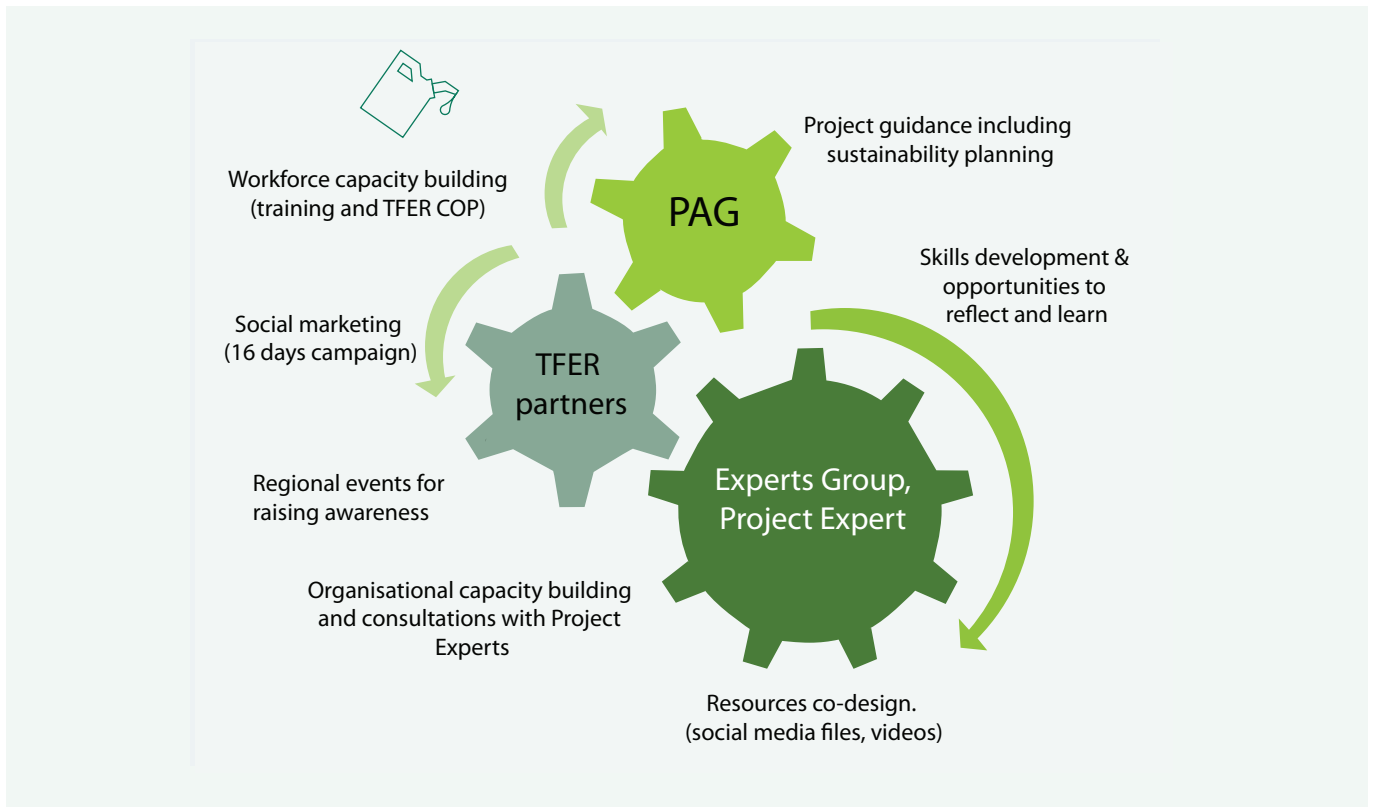 Project guidance including
sustainability planning
Workforce capacity building
(training and TFER COP)
PAG
Skills development &
opportunities to
reflect and learn
Social marketing
(16 days campaign)
TFER
partners
Regional events for
raising awareness
Experts Group,
Project Expert
Organisational capacity building
and consultations with Project
Experts
Resources co-design.
(social media files, videos)